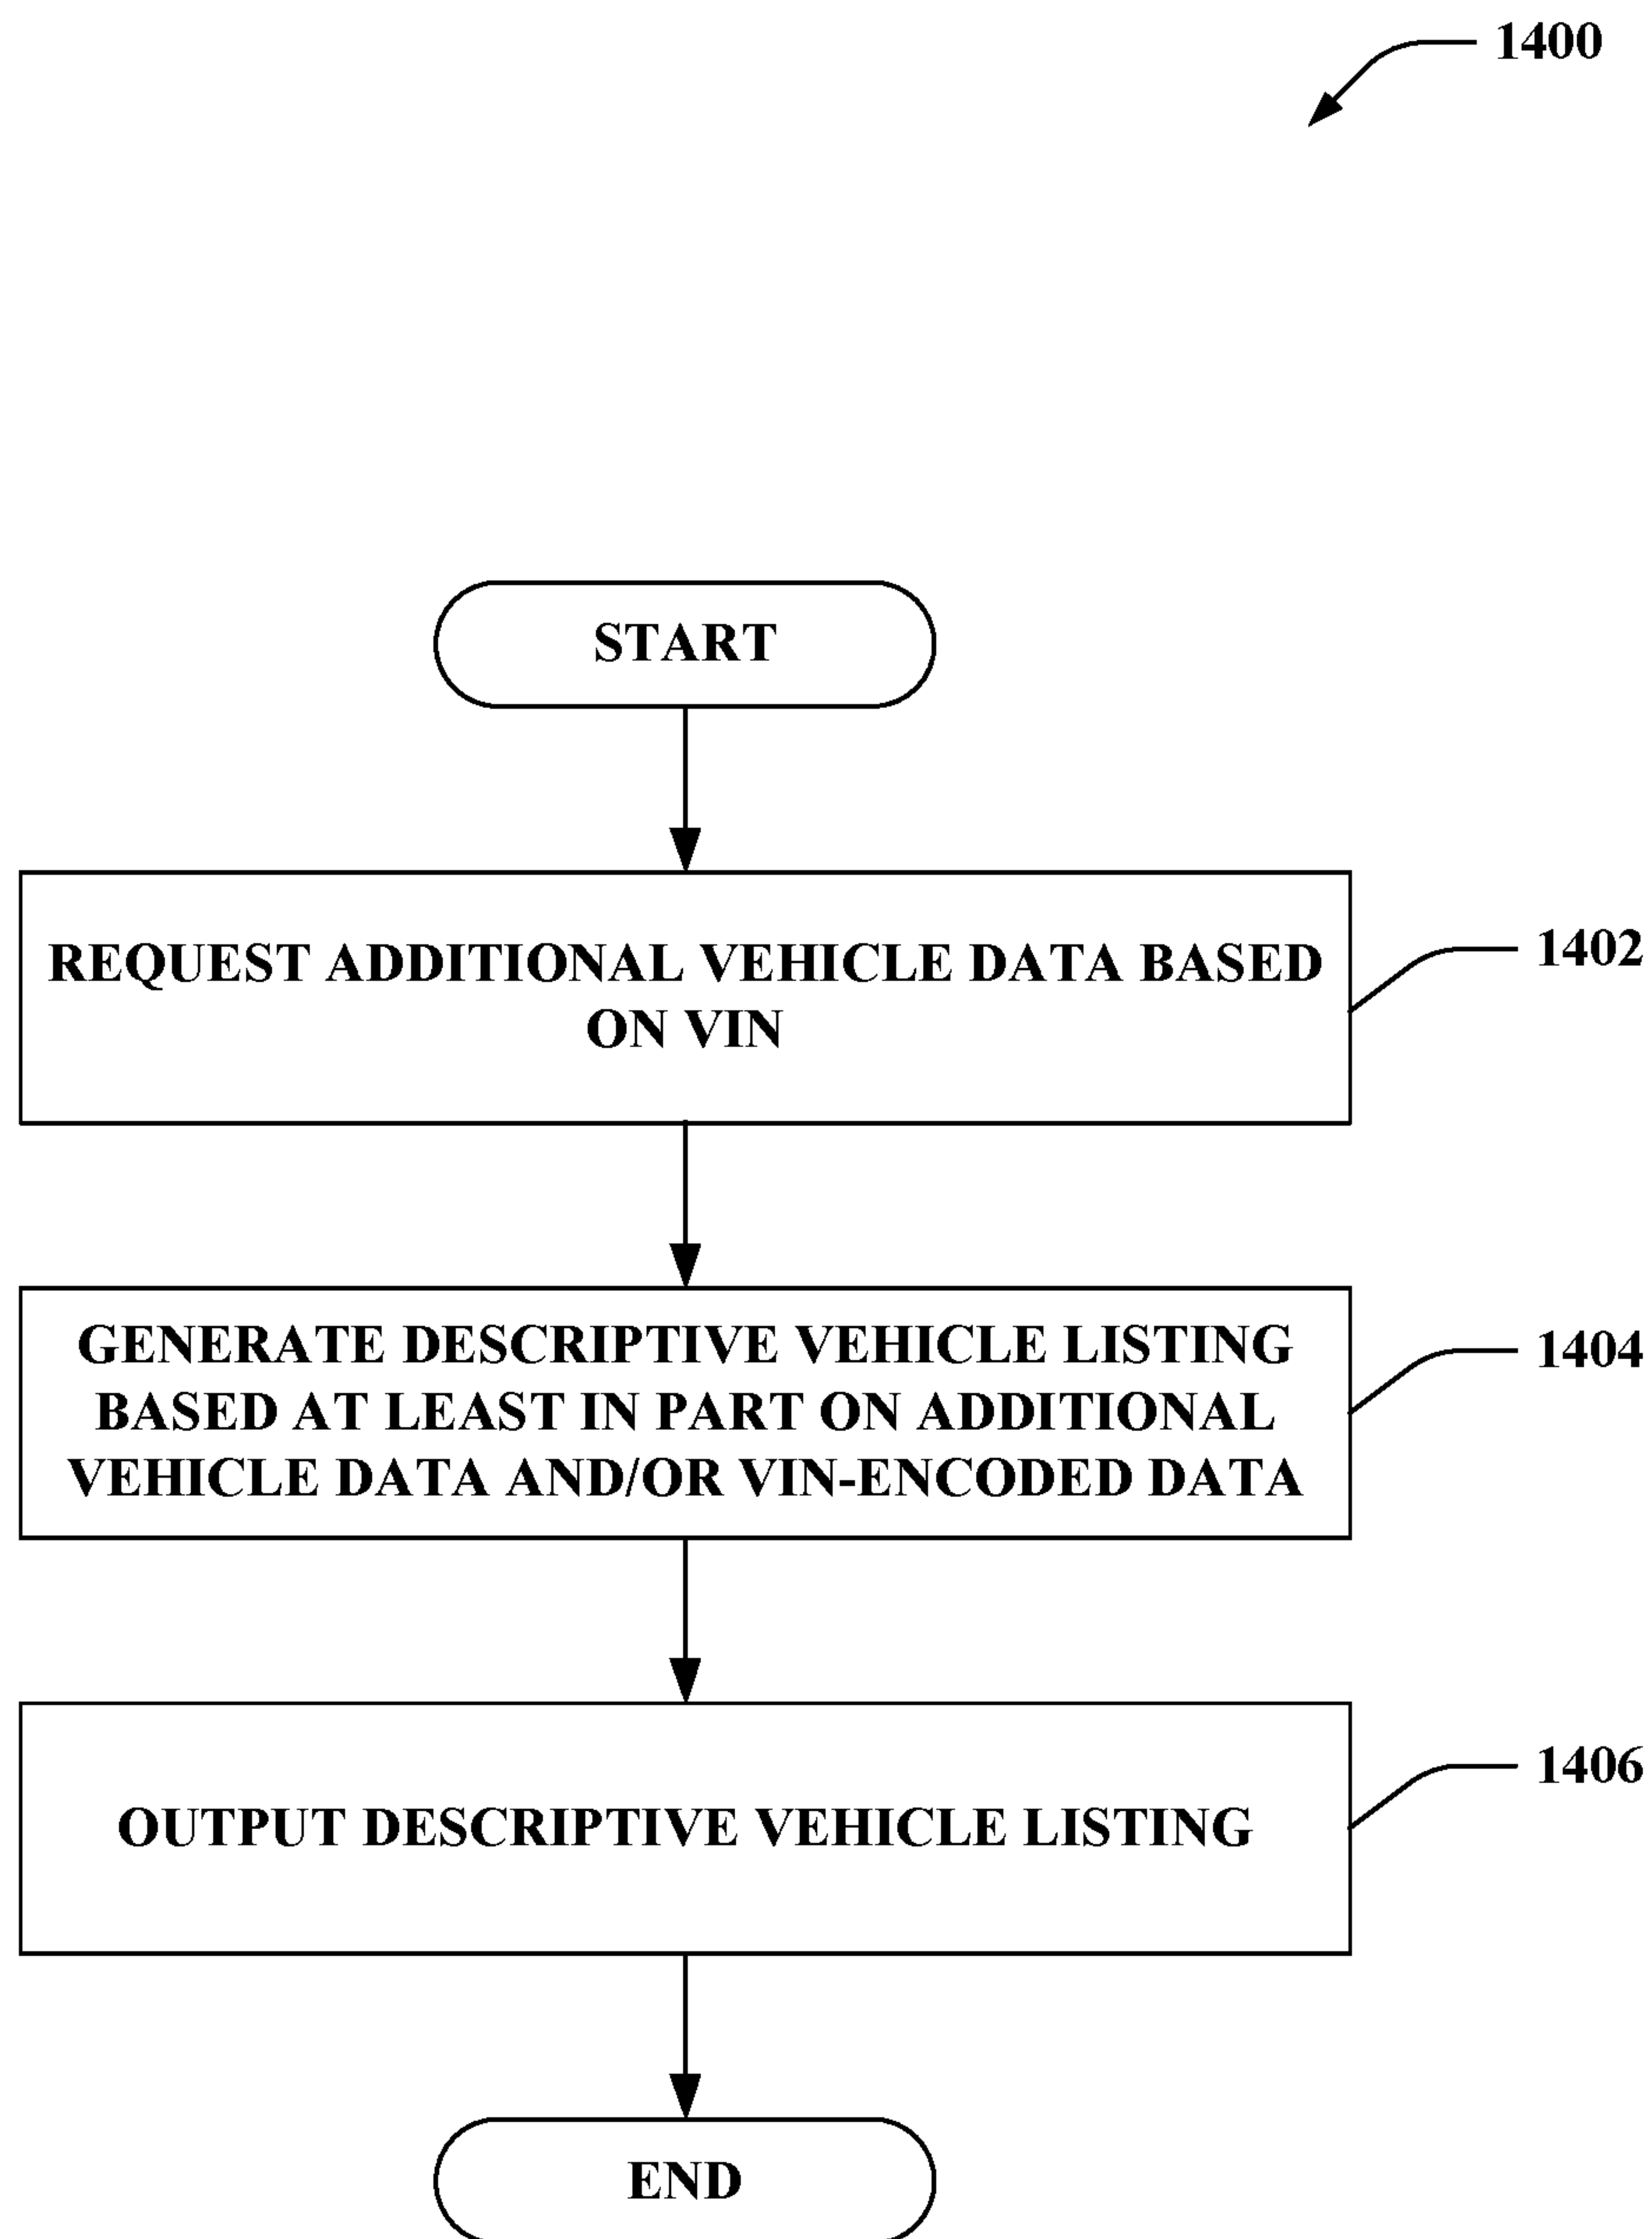 1400
START
REQUEST ADDITIONAL VEHICLE DATA BASED
ON VIN
1402
GENERATE DESCRIPTIVE VEHICLE LISTING
BASED AT LEAST IN PART ON ADDITIONAL
VEHICLE DATA AND/OR VIN-ENCODED DATA
1404
OUTPUT DESCRIPTIVE VEHICLE LISTING
1406
END